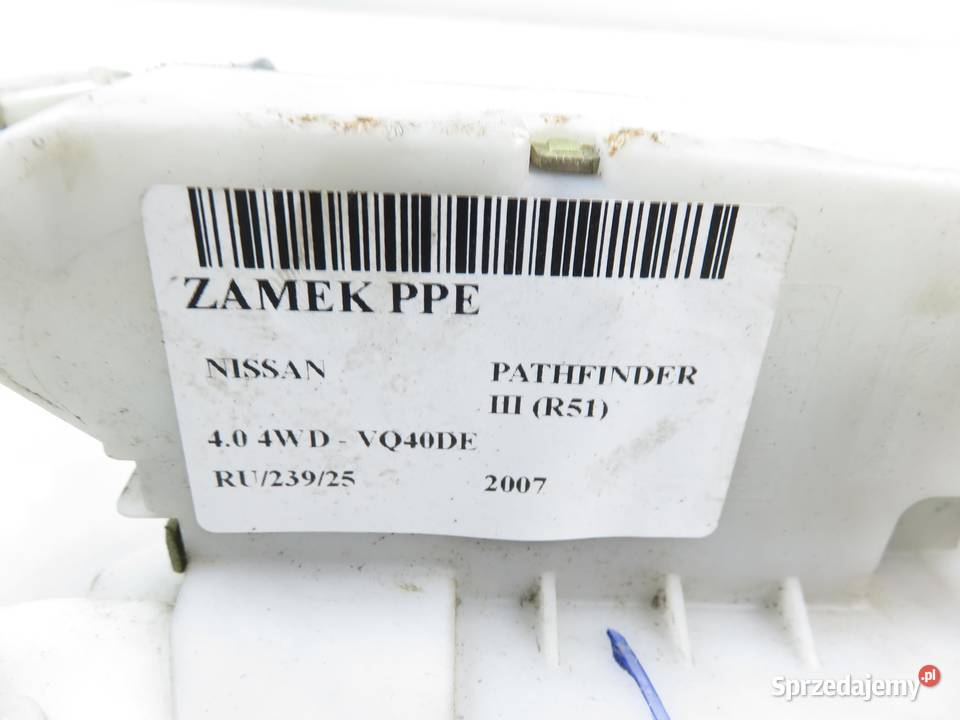 ZAMEK PPE
NISSAN PATHFINDER
III (R51)
4.0 4WD - VQ40DE
RU/239/25 2007
Sprzedajemy.pl